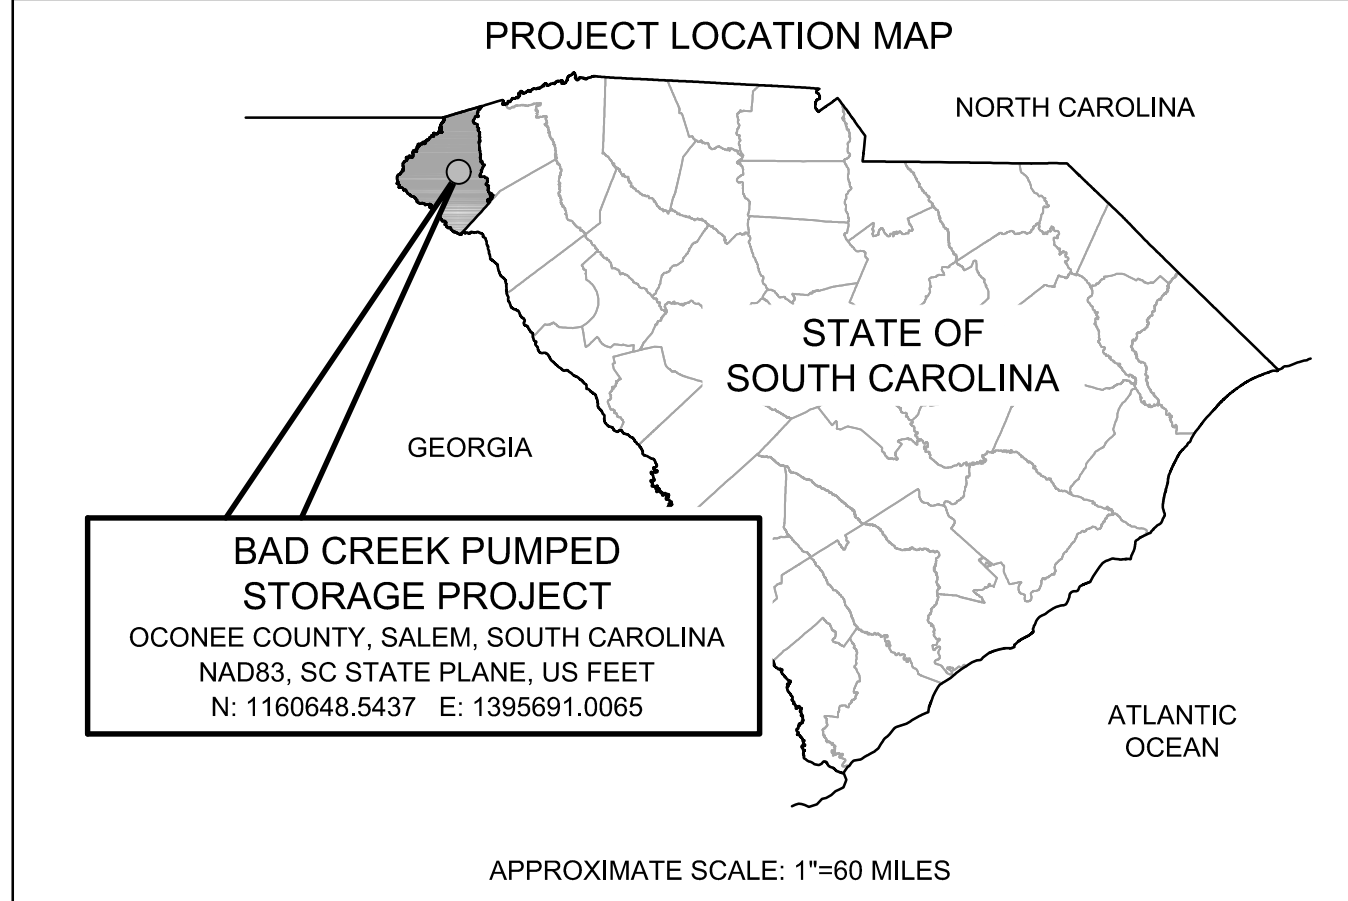 PROJECT LOCATION MAP
NORTH CAROLINA
STATE OF
SOUTH CAROLINA
GEORGIA
BAD CREEK PUMPED
STORAGE PROJECT
OCONEE COUNTY, SALEM, SOUTH CAROLINA
NAD83, SC STATE PLANE, US FEET
N: 1160648.5437 E: 1395691.0065
ATLANTIC
OCEAN
APPROXIMATE SCALE: 1"=60 MILES